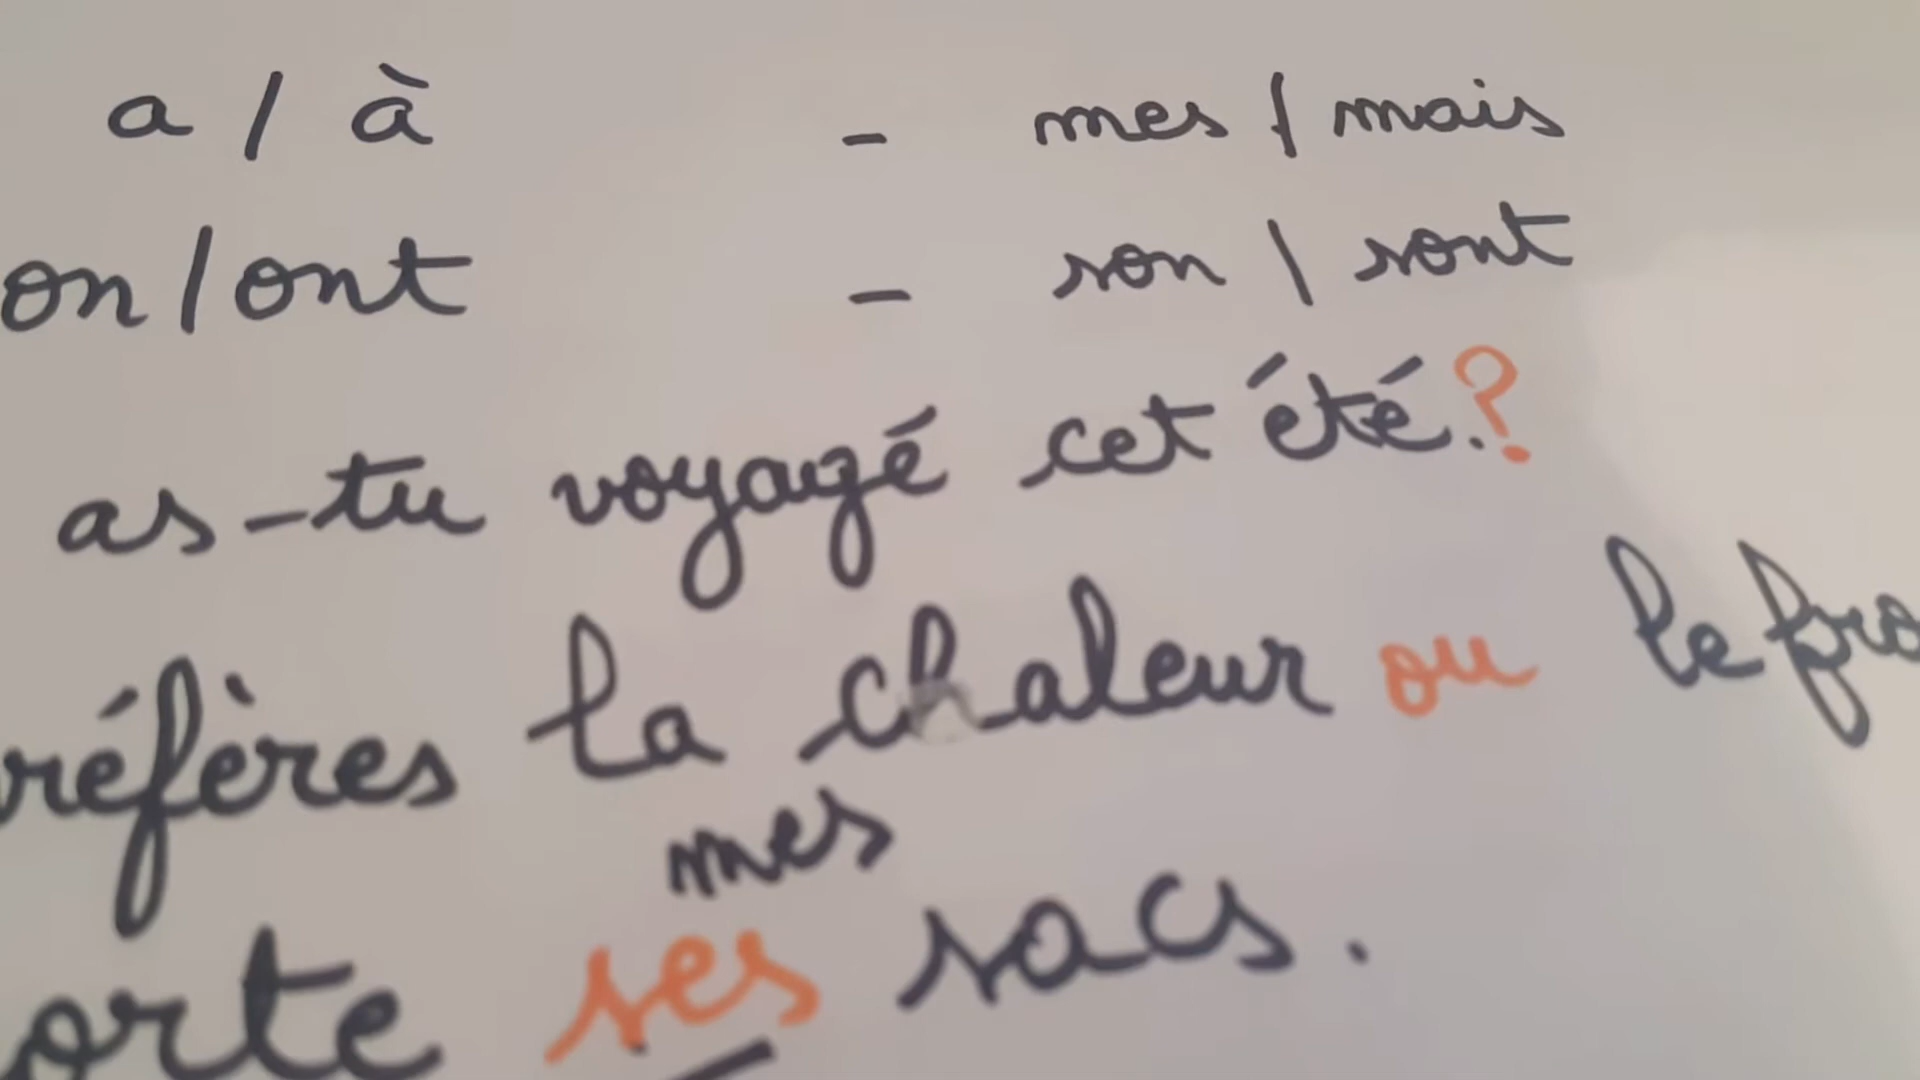 a / à - mes / mais
on / ont - son \ sont
as-tu voyagé cet été.?
réfères la chaleur ou le fro
mes
orte ses sacs.